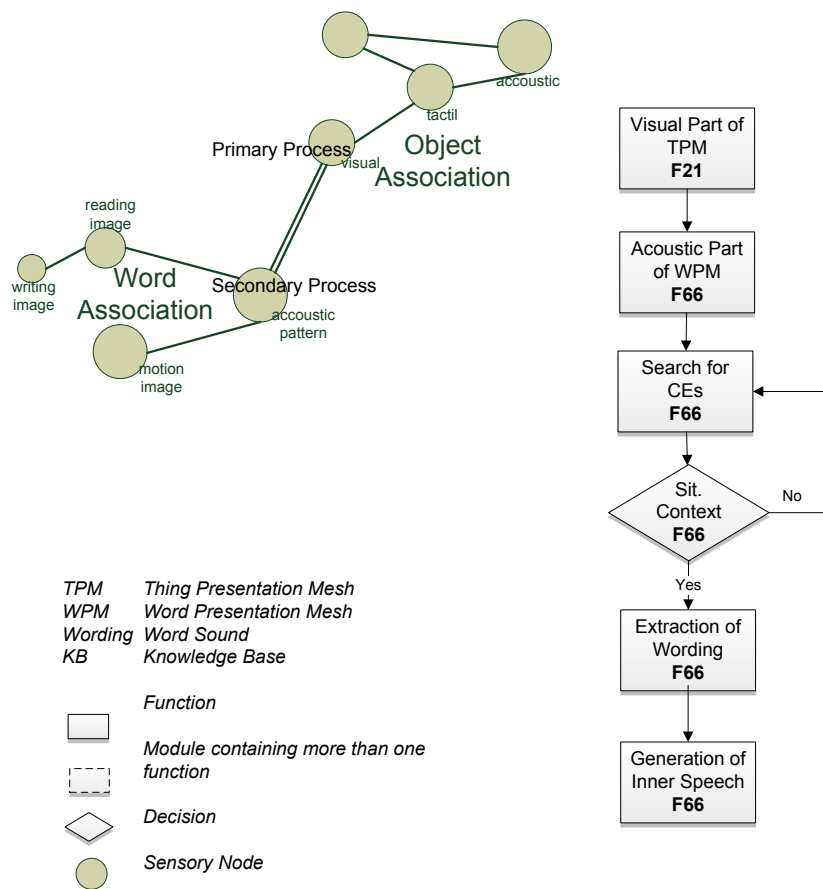 accoustic
tactil
Primary Process
visual
Object
Association
reading
image
writing
image
Word
Association
Secondary Process
accoustic
pattern
motion
image
Visual Part of
TPM
F21
Acoustic Part
of WPM
F66
Search for
CEs
F66
Sit.
Context
F66
No
Yes
Extraction of
Wording
F66
Generation of
Inner Speech
F66
TPM Thing Presentation Mesh
WPM Word Presentation Mesh
Wording Word Sound
KB Knowledge Base
Function
Module containing more than one
function
Decision
Sensory Node